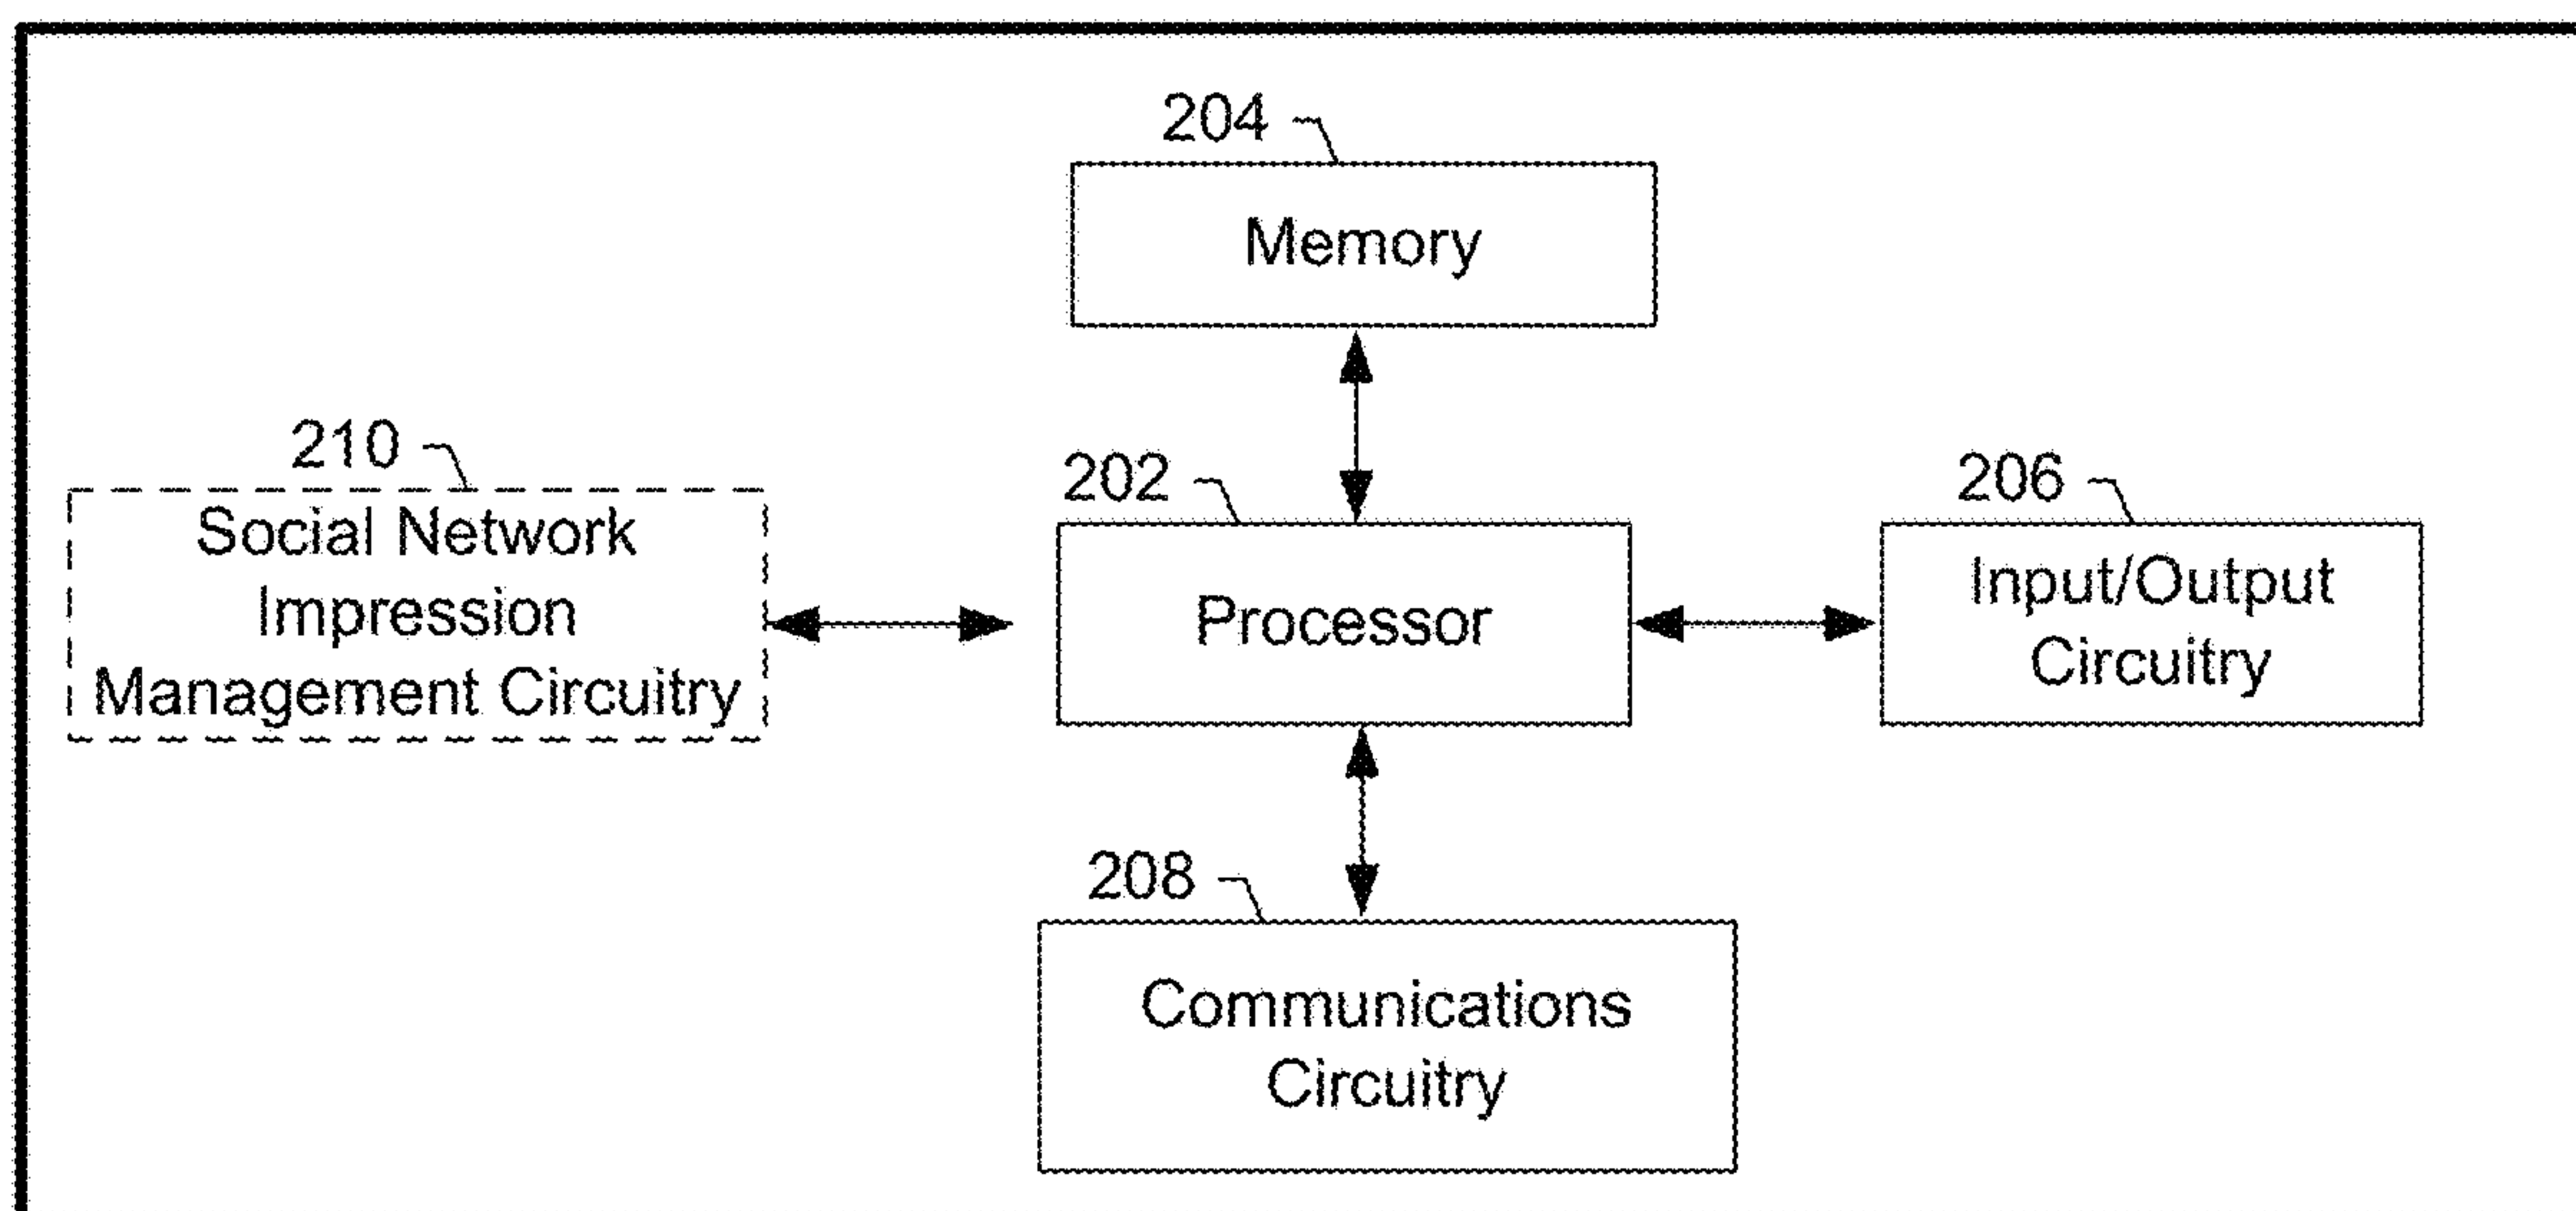 204
Memory
210
202
206
Social Network
Impression
Management Circuitry
Processor
Input/Output
Circuitry
208
Communications
Circuitry